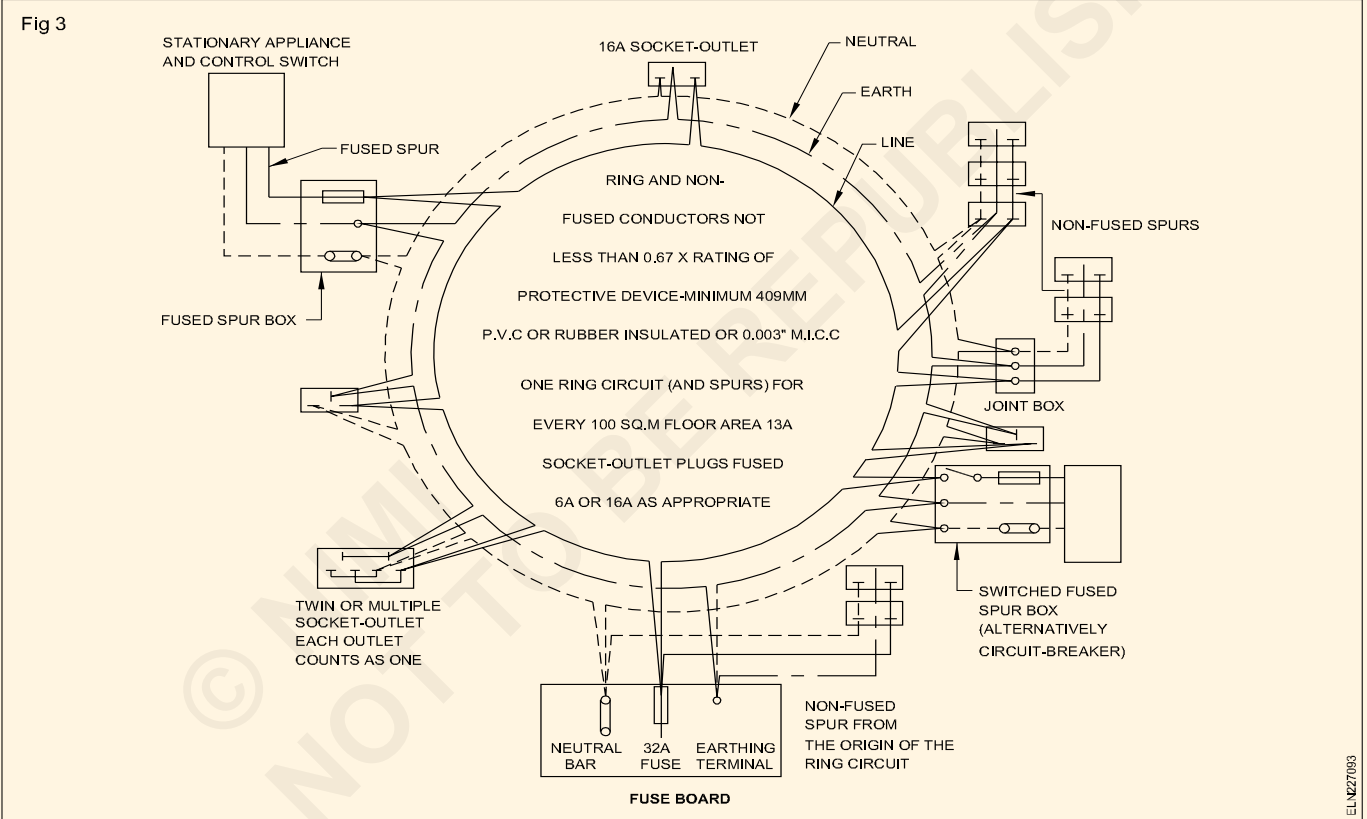 Fig 3
STATIONARY APPLIANCE
AND CONTROL SWITCH
16A SOCKET-OUTLET
NEUTRAL
EARTH
LINE
FUSED SPUR
FUSED SPUR BOX
NON-FUSED SPURS
JOINT BOX
RING AND NON-
FUSED CONDUCTORS NOT
LESS THAN 0.67 X RATING OF
PROTECTIVE DEVICE-MINIMUM 409MM
P.V.C OR RUBBER INSULATED OR 0.003" M.I.C.C
ONE RING CIRCUIT (AND SPURS) FOR
EVERY 100 SQ.M FLOOR AREA 13A
SOCKET-OUTLET PLUGS FUSED
6A OR 16A AS APPROPRIATE
TWIN OR MULTIPLE
SOCKET-OUTLET
EACH OUTLET
COUNTS AS ONE
SWITCHED FUSED
SPUR BOX
(ALTERNATIVELY
CIRCUIT-BREAKER)
NON-FUSED
SPUR FROM
THE ORIGIN OF THE
RING CIRCUIT
NEUTRAL
BAR
32A
FUSE
EARTHING
TERMINAL
FUSE BOARD
ELN227093
© NIMI
NOT TO BE REPUBLIS